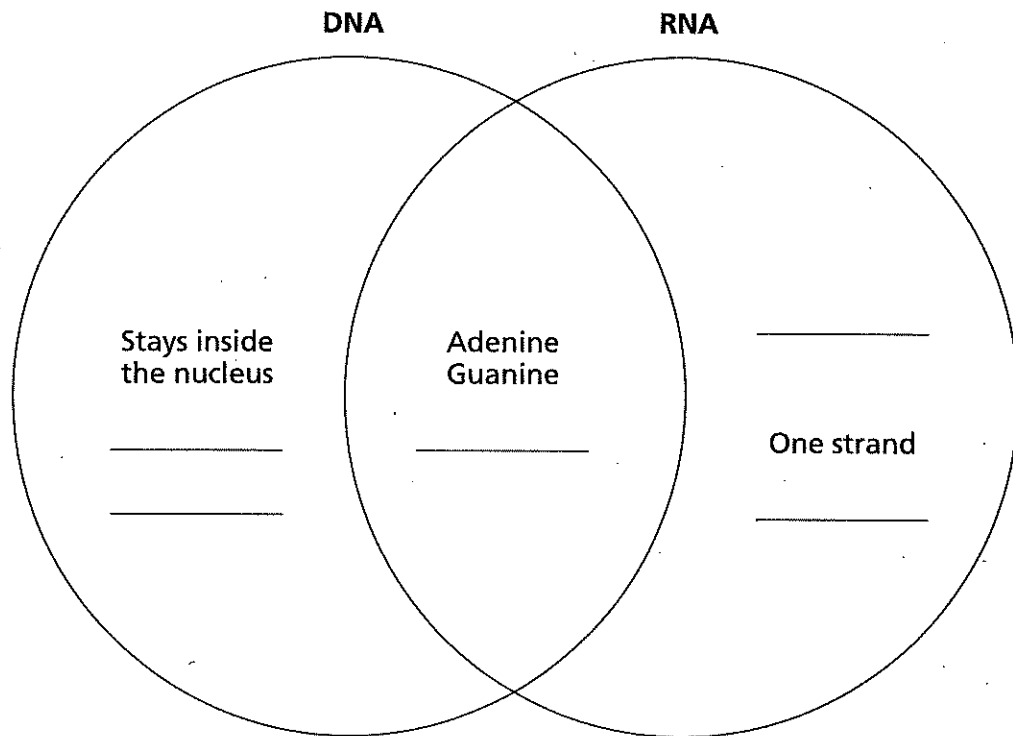 DNA
RNA
Stays inside
the nucleus
Adenine
Guanine
One strand